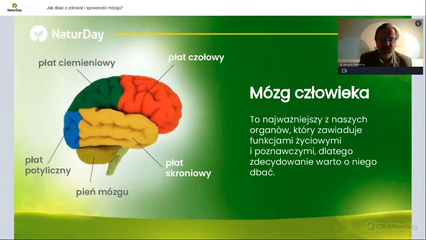 NaturDay
Jak dbać o zdrowie i sprawność mózgu?
NaturDay
płat ciemieniowy
płat czołowy
płat
potyliczny
pień mózgu
płat
skroniowy
Mózg człowieka
To najważniejszy z naszych
organów, który zawiaduje
funkcjami życiowymi
i poznawczymi, dlatego
zdecydowanie warto o niego
dbać.
ClickMeeting